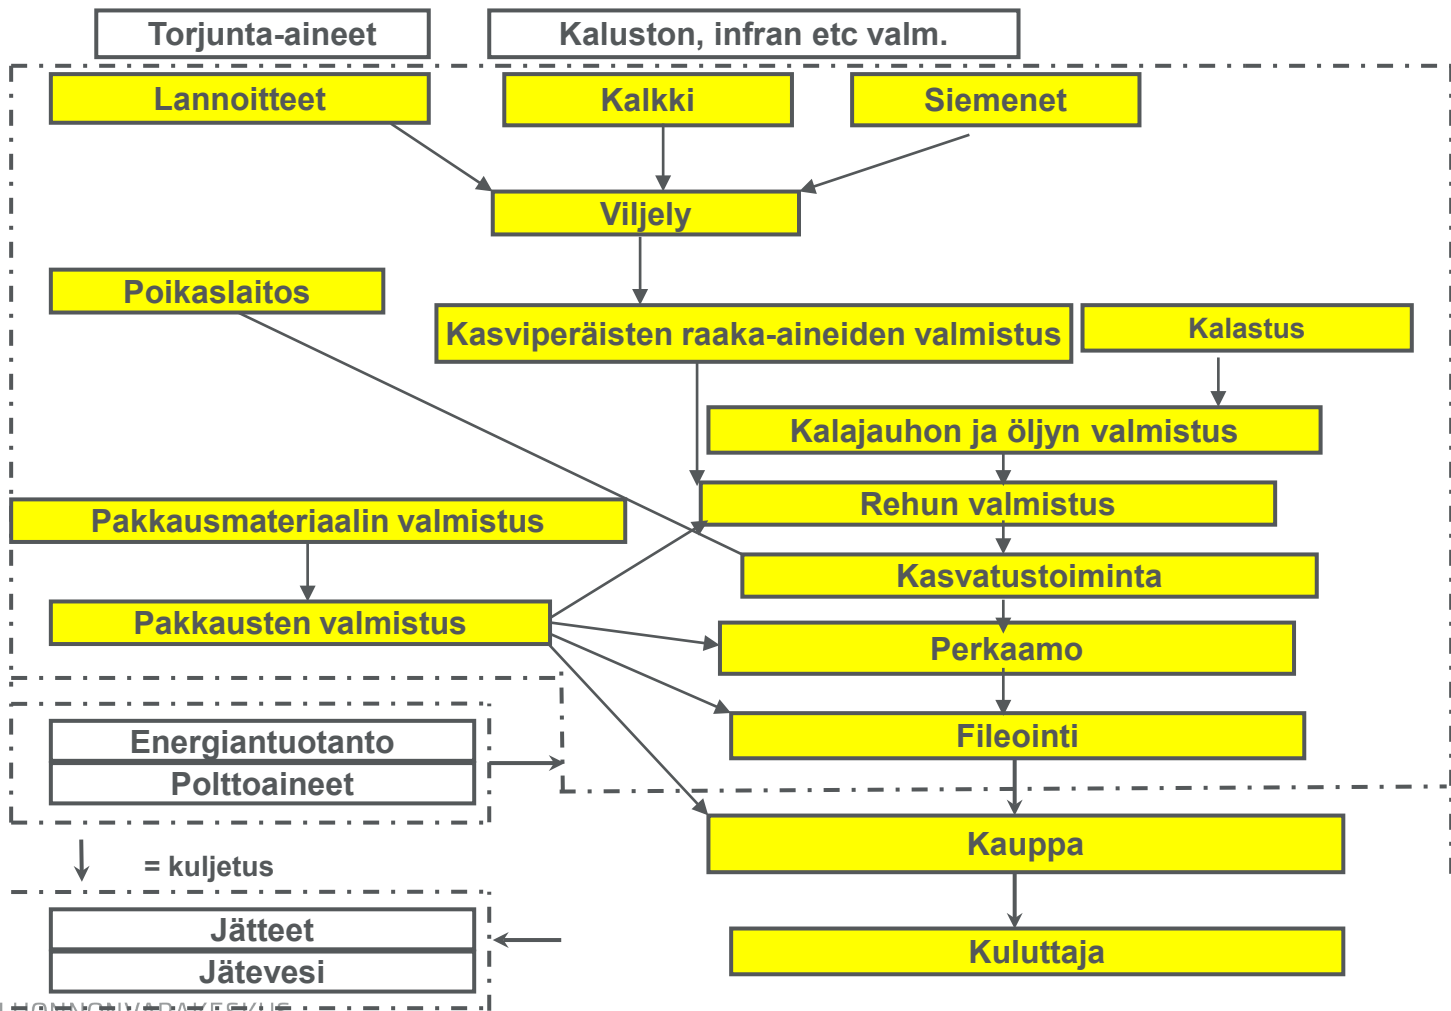 Torjunta-aineet
Kaluston, infran etc valm.
Lannoitteet
Kalkki
Siemenet
Viljely
Poikaslaitos
Kasviperäisten raaka-aineiden valmistus
Kalastus
Kalajauhon ja öljyn valmistus
Rehun valmistus
Pakkausmateriaalin valmistus
Kasvatustoiminta
Pakkausten valmistus
Perkaamo
Fileointi
Energiantuotanto
Polttoaineet
Kauppa
= kuljetus
Jätteet
Kuluttaja
Jätevesi
LUONNONVARAKESKUS